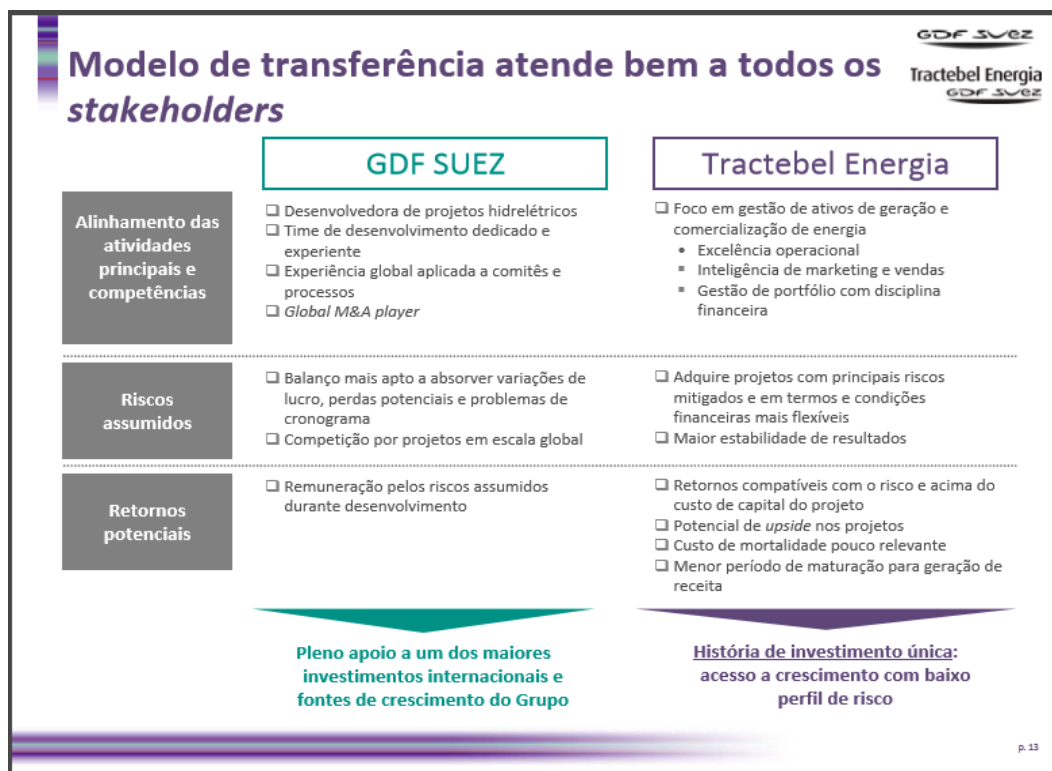 Modelo de transferência atende bem a todos os
stakeholders
GDF SUEZ
Tractebel Energia
GDF SUEZ
GDF SUEZ
Tractebel Energia
Alinhamento das
atividades
principais e
competências
❑ Desenvolvedora de projetos hidrelétricos
❑ Time de desenvolvimento dedicado e
experiente
❑ Experiência global aplicada a comitês e
processos
❑ Global M&A player
❑ Foco em gestão de ativos de geração e
comercialização de energia
• Excelência operacional
▪ Inteligência de marketing e vendas
▪ Gestão de portfólio com disciplina
financeira
Riscos
assumidos
❑ Balanço mais apto a absorver variações de
lucro, perdas potenciais e problemas de
cronograma
❑ Competição por projetos em escala global
❑ Adquire projetos com principais riscos
mitigados e em termos e condições
financeiras mais flexíveis
❑ Maior estabilidade de resultados
Retornos
potenciais
❑ Remuneração pelos riscos assumidos
durante desenvolvimento
❑ Retornos compatíveis com o risco e acima do
custo de capital do projeto
❑ Potencial de upside nos projetos
❑ Custo de mortalidade pouco relevante
❑ Menor período de maturação para geração de
receita
Pleno apoio a um dos maiores
investimentos internacionais e
fontes de crescimento do Grupo
História de investimento única:
acesso a crescimento com baixo
perfil de risco
p. 13